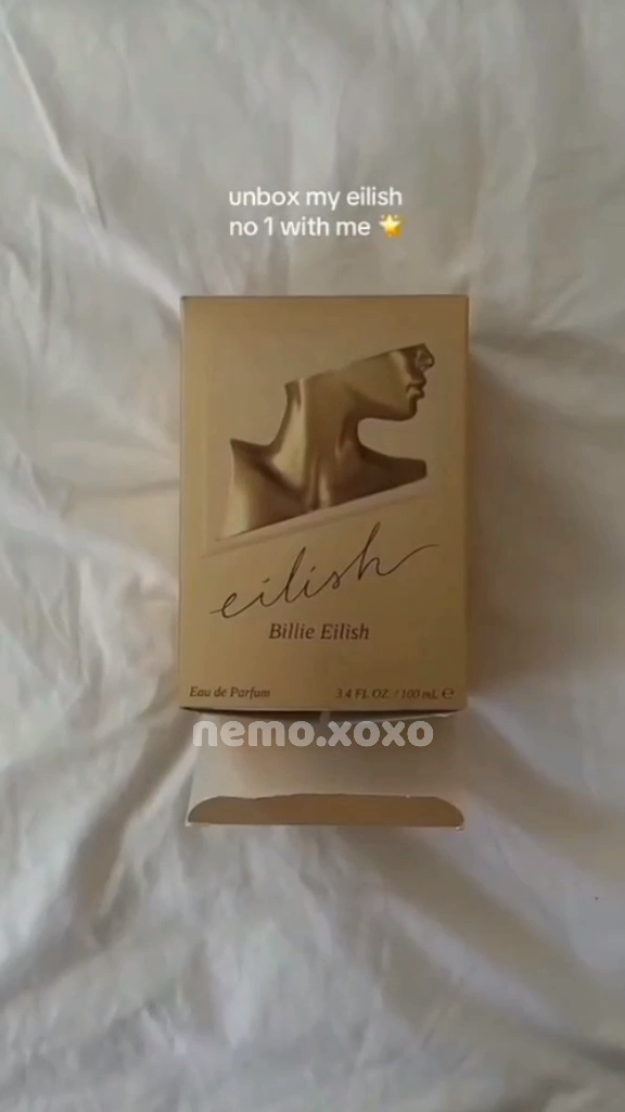 unbox my eilish
no 1 with me 🌟
eilish
Billie Eilish
Eau de Parfum 3.4 FL OZ / 100 mL ℮
nemo.xoxo